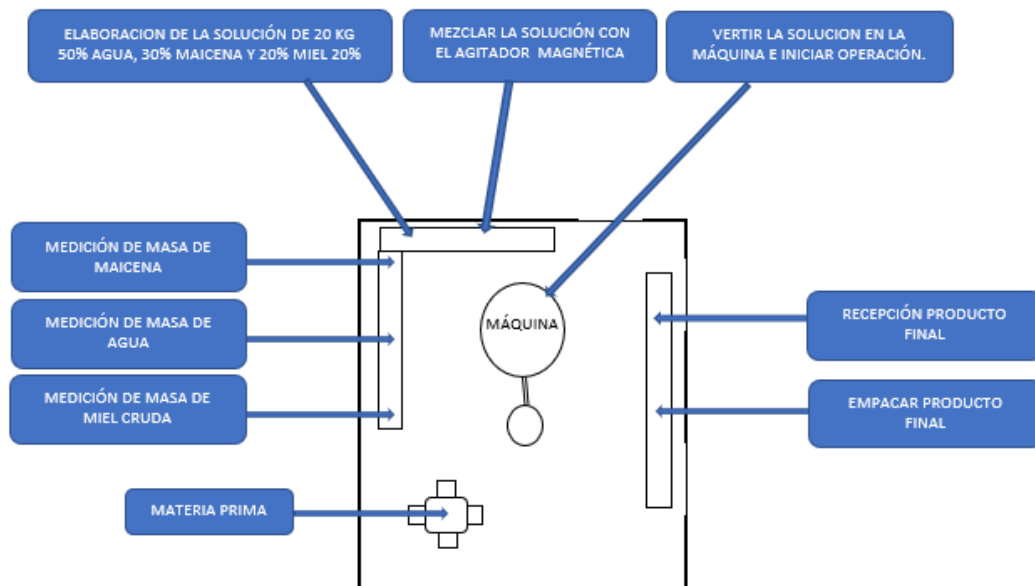 ELABORACION DE LA SOLUCIÓN DE 20 KG
50% AGUA, 30% MAICENA Y 20% MIEL 20%
MEZCLAR LA SOLUCIÓN CON
EL AGITADOR MAGNÉTICA
VERTIR LA SOLUCION EN LA
MÁQUINA E INICIAR OPERACIÓN.
MEDICIÓN DE MASA DE
MAICENA
MEDICIÓN DE MASA DE
AGUA
MEDICIÓN DE MASA DE
MIEL CRUDA
MATERIA PRIMA
MÁQUINA
RECEPCIÓN PRODUCTO
FINAL
EMPACAR PRODUCTO
FINAL